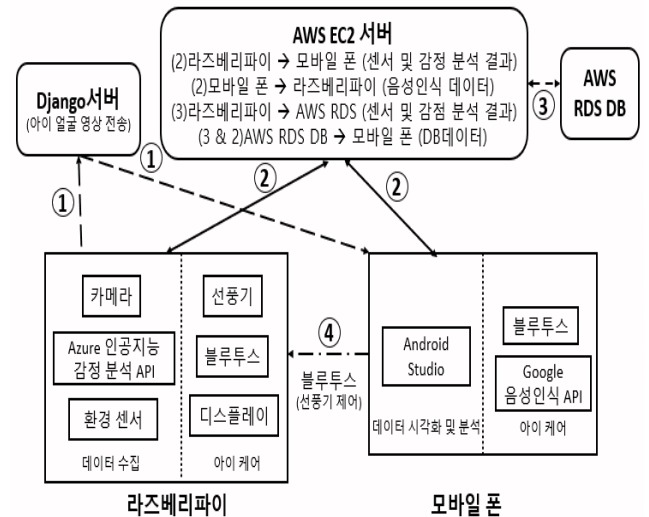 AWS EC2 서버
(2)라즈베리파이 → 모바일 폰 (센서 및 감정 분석 결과)
(2)모바일 폰 → 라즈베리파이 (음성인식 데이터)
(3)라즈베리파이 → AWS RDS (센서 및 감점 분석 결과)
(3 & 2)AWS RDS DB → 모바일 폰 (DB데이터)
AWS
RDS DB
③
Django서버
(아이 얼굴 영상 전송)
①
①
②
②
카메라
Azure 인공지능
감정 분석 API
환경 센서
데이터 수집
선풍기
블루투스
디스플레이
아이 케어
라즈베리파이
④
블루투스
(선풍기 제어)
Android
Studio
데이터 시각화 및 분석
블루투스
Google
음성인식 API
아이 케어
모바일 폰